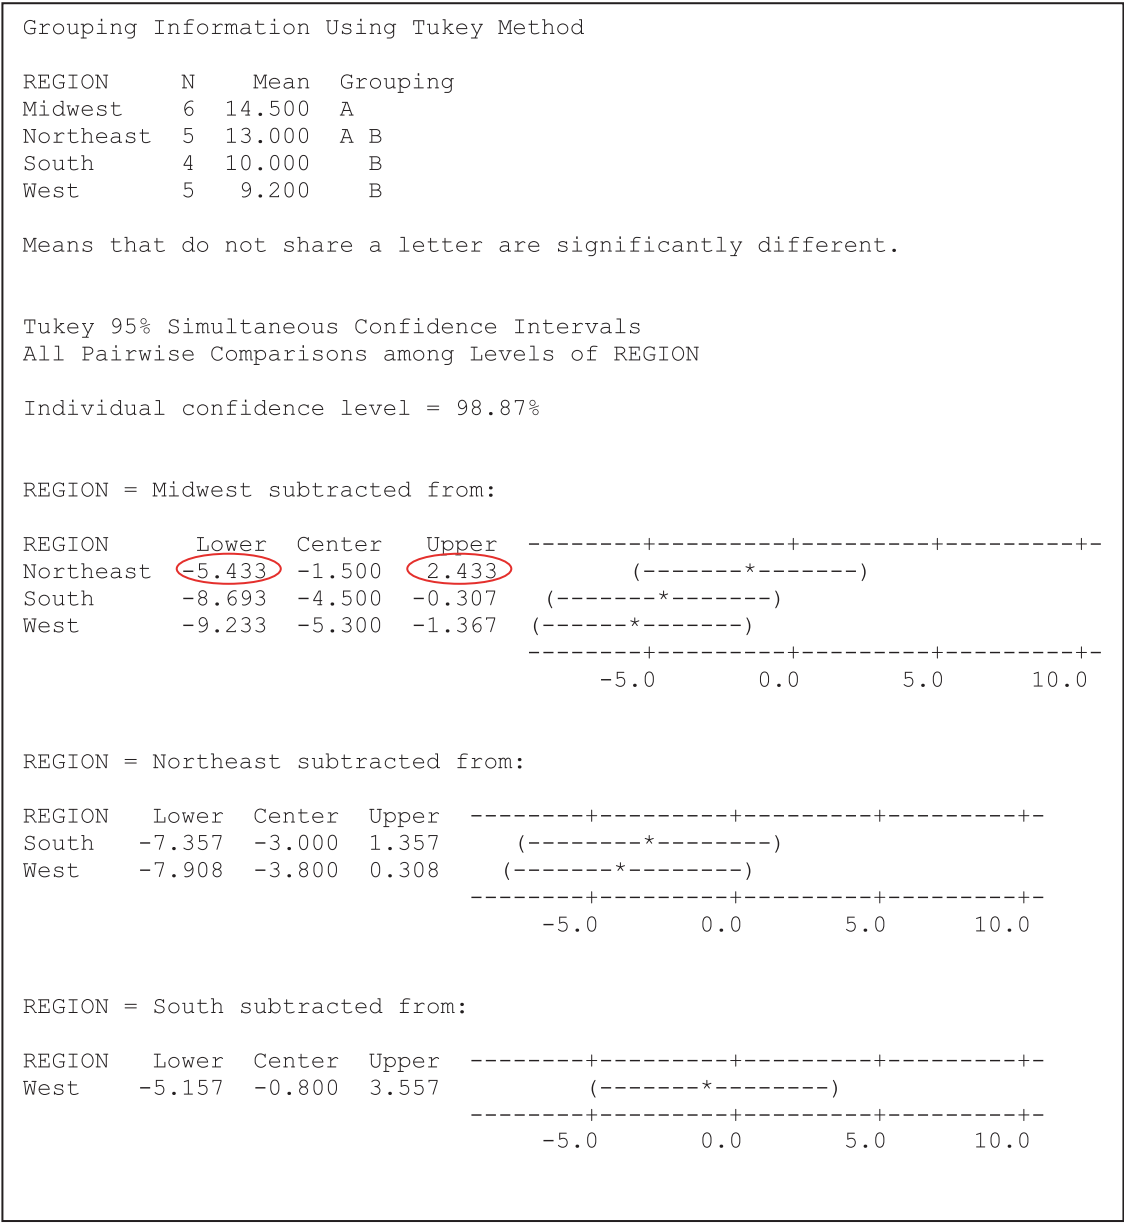 Grouping Information Using Tukey Method
REGION     N    Mean  Grouping
Midwest    6  14.500  A
Northeast  5  13.000  A B
South      4  10.000    B
West       5   9.200    B
Means that do not share a letter are significantly different.
Tukey 95% Simultaneous Confidence Intervals
All Pairwise Comparisons among Levels of REGION
Individual confidence level = 98.87%
REGION = Midwest subtracted from:
REGION      Lower  Center   Upper  --------+---------+---------+---------+-
Northeast  -5.433  -1.500   2.433         (-------*-------)
South      -8.693  -4.500  -0.307   (-------*-------)
West       -9.233  -5.300  -1.367  (------*-------)
                                   --------+---------+---------+---------+-
                                        -5.0       0.0       5.0      10.0
REGION = Northeast subtracted from:
REGION   Lower  Center  Upper  --------+---------+---------+---------+-
South   -7.357  -3.000  1.357     (--------*--------)
West    -7.908  -3.800  0.308    (-------*--------)
                               --------+---------+---------+---------+-
                                    -5.0       0.0       5.0      10.0
REGION = South subtracted from:
REGION   Lower  Center  Upper  --------+---------+---------+---------+-
West    -5.157  -0.800  3.557          (-------*--------)
                               --------+---------+---------+---------+-
                                    -5.0       0.0       5.0      10.0